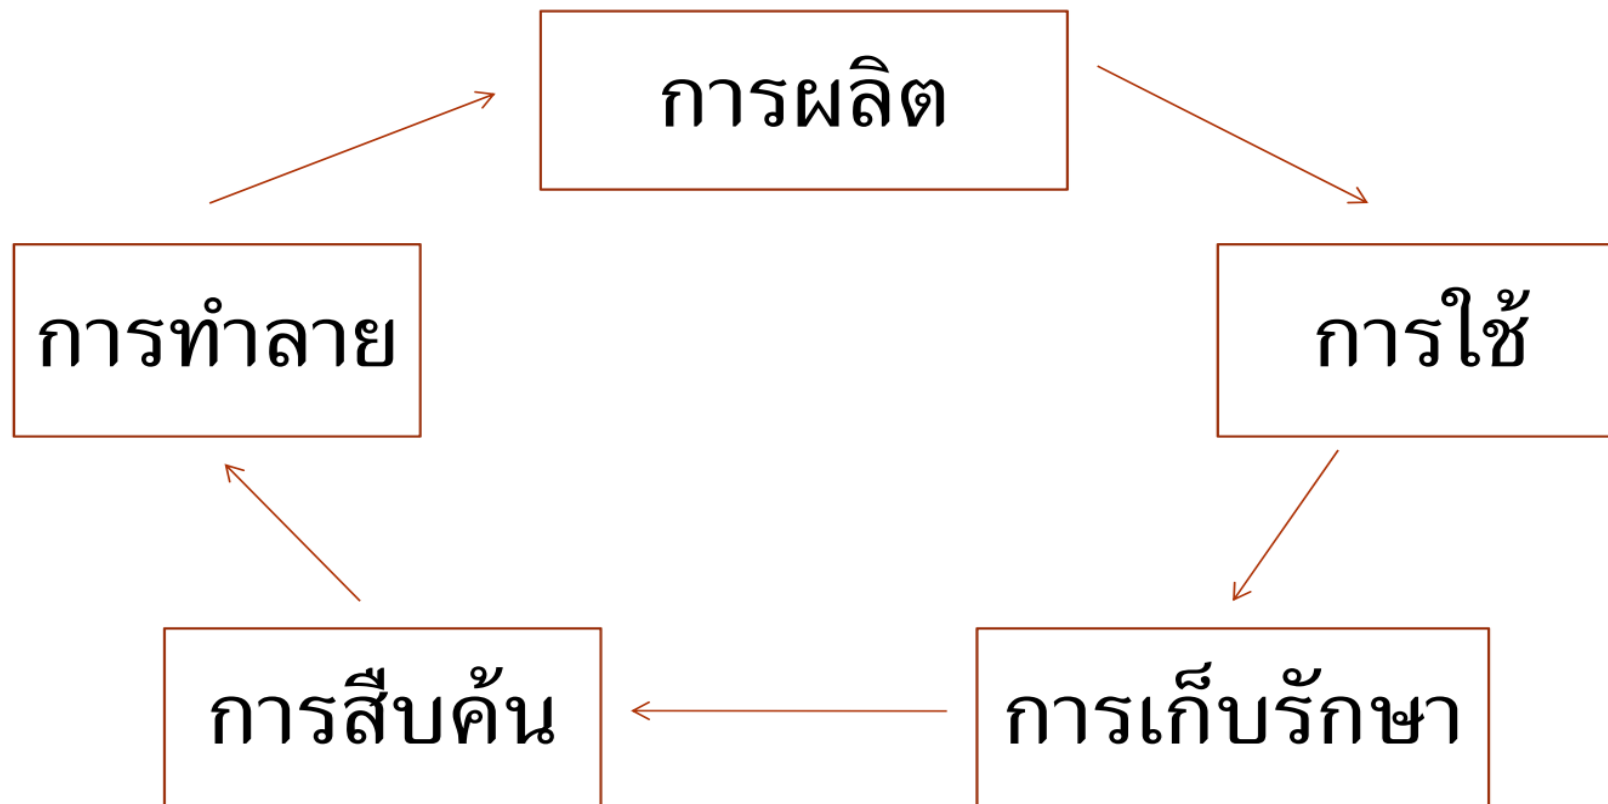 การผลิต
การทำลาย
การใช้
การสืบค้น
การเก็บรักษา